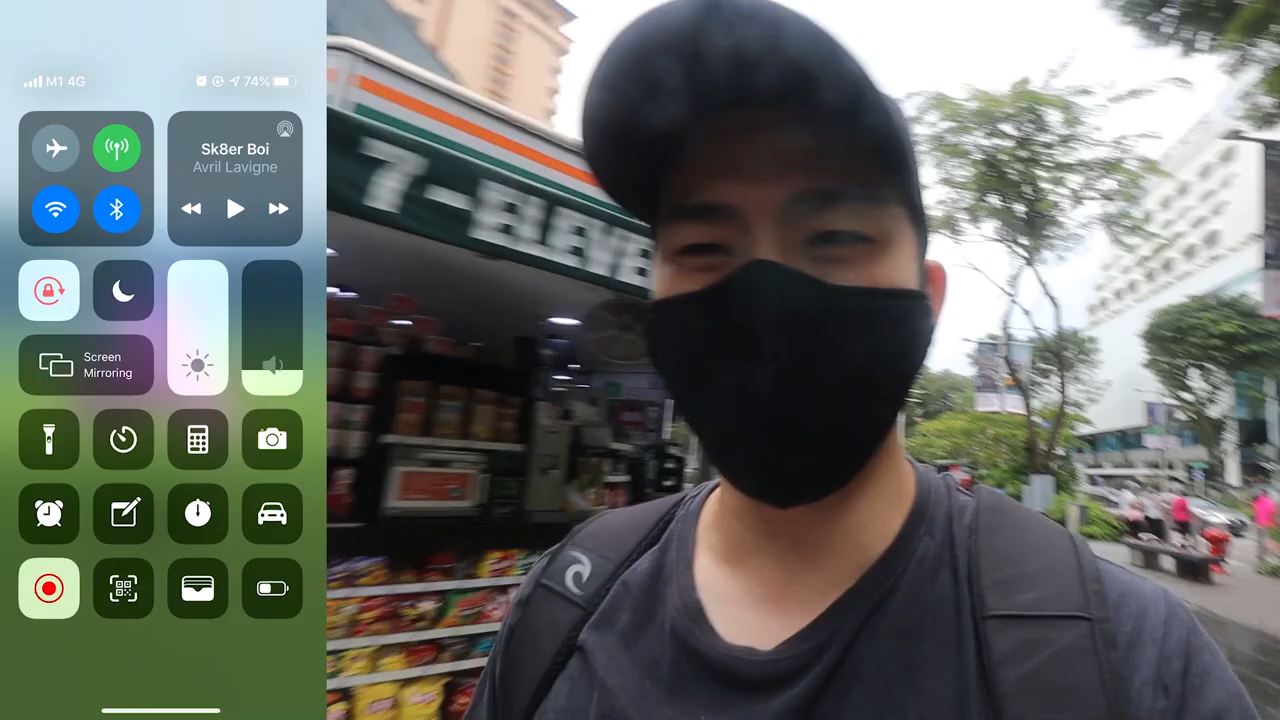 M1 4G
74%
Sk8er Boi
Avril Lavigne
Screen
Mirroring
7-ELEVE